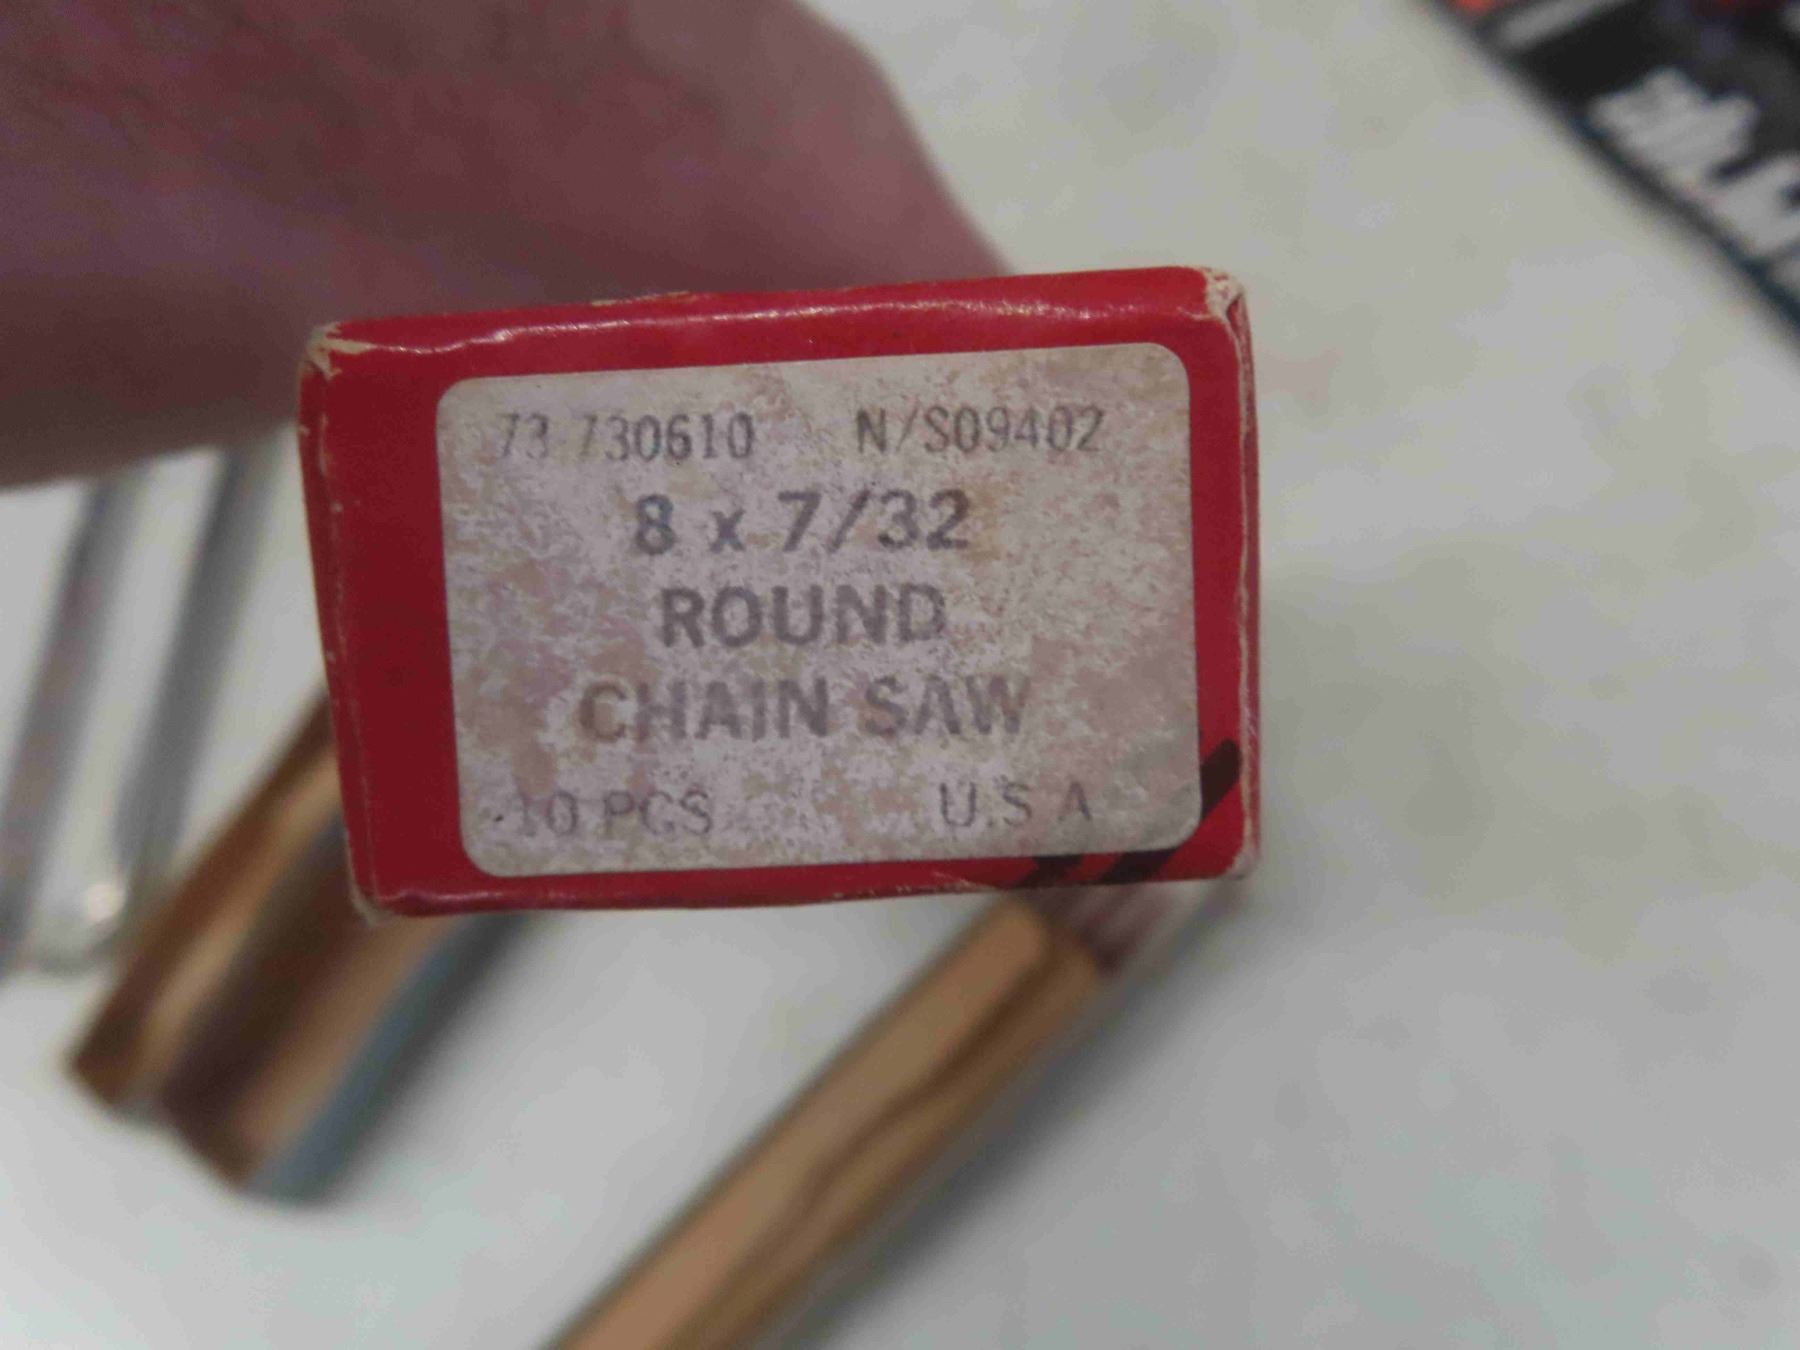 73 730610 N/S09402
8 x 7/32
ROUND
CHAIN SAW
10 PCS U.S.A